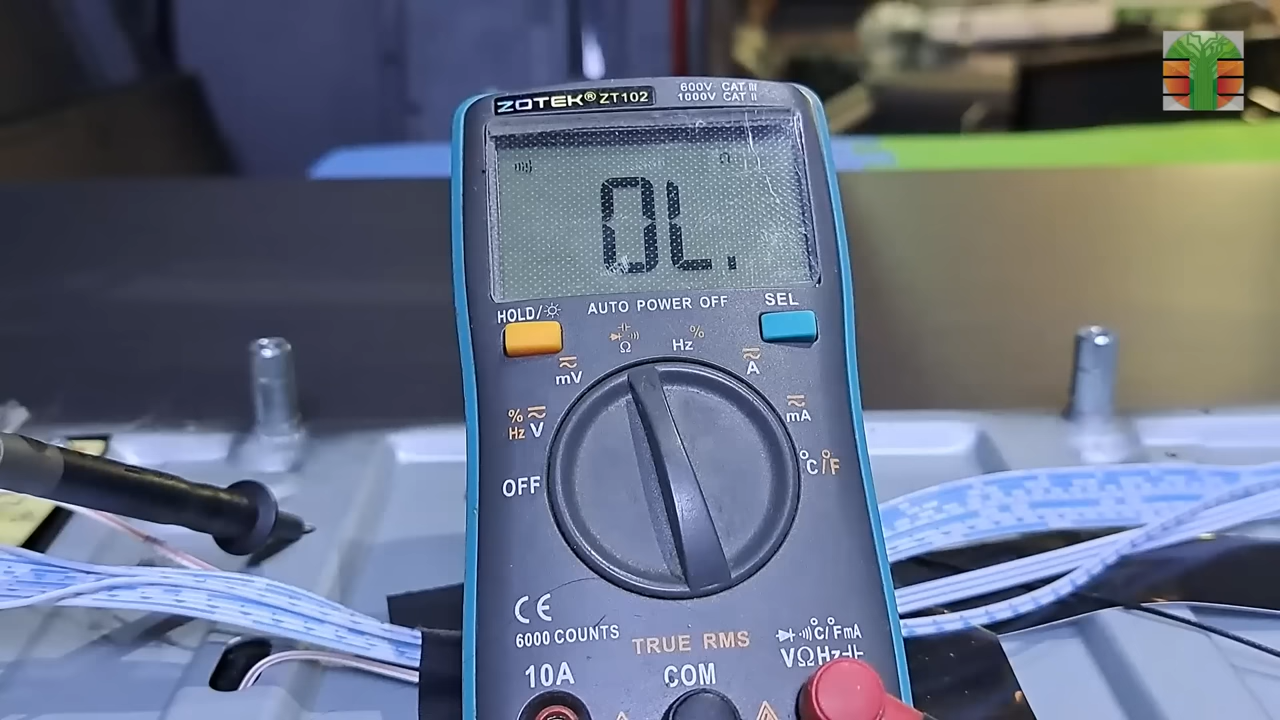 ZOTEK® ZT102
600V CAT III
1000V CAT II
Ω
OL.
HOLD/
AUTO POWER OFF
SEL
Ω
Hz %
mV
A
% Hz V
mA
OFF
°C/°F
CE
6000 COUNTS
TRUE RMS
°C/°F mA
VΩHz
10A
COM